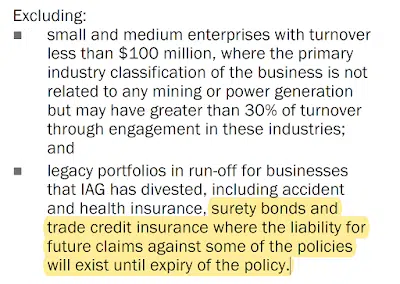 Excluding:
■ small and medium enterprises with turnover
less than $100 million, where the primary
industry classification of the business is not
related to any mining or power generation
but may have greater than 30% of turnover
through engagement in these industries;
and
■ legacy portfolios in run-off for businesses
that IAG has divested, including accident
and health insurance, surety bonds and
trade credit insurance where the liability for
future claims against some of the policies
will exist until expiry of the policy.